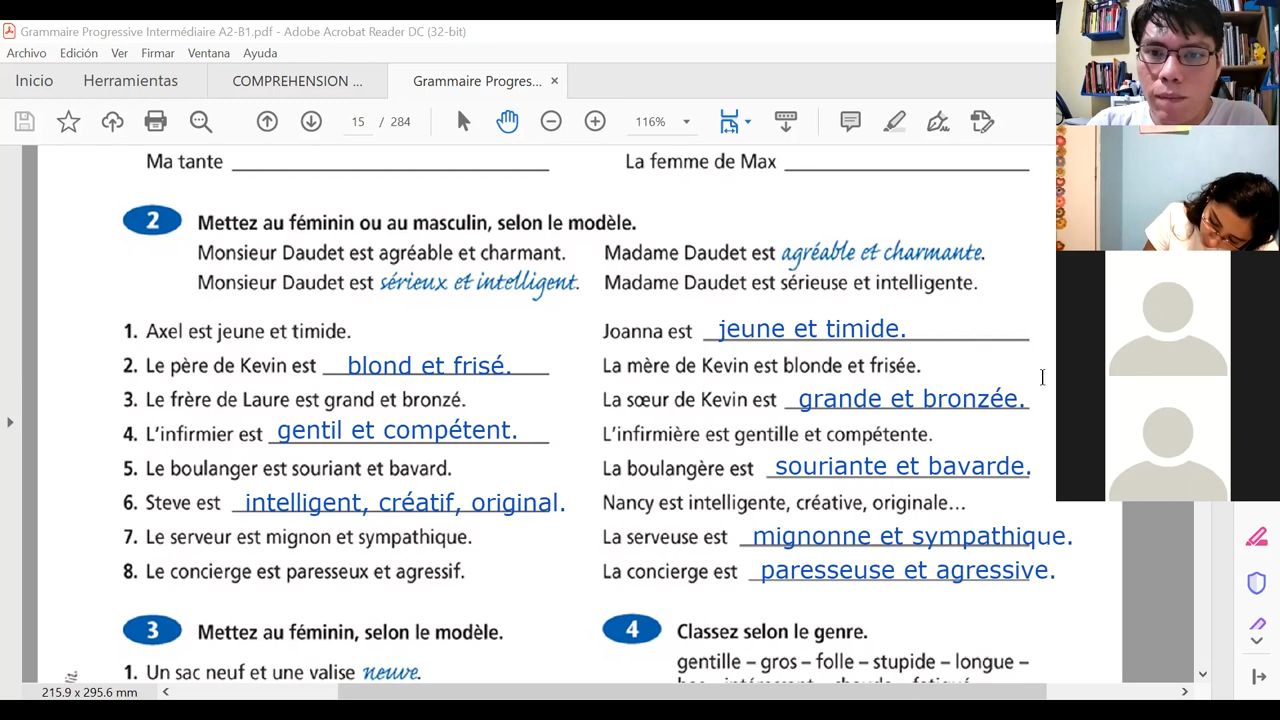 Grammaire Progressive Intermédiaire A2-B1.pdf - Adobe Acrobat Reader DC (32-bit)
Archivo Edición Ver Firmar Ventana Ayuda
Inicio Herramientas COMPREHENSION ... Grammaire Progres... ×
15 / 284 116%
Ma tante La femme de Max
2 Mettez au féminin ou au masculin, selon le modèle.
Monsieur Daudet est agréable et charmant. Madame Daudet est agréable et charmante.
Monsieur Daudet est sérieux et intelligent. Madame Daudet est sérieuse et intelligente.
1. Axel est jeune et timide. Joanna est jeune et timide.
2. Le père de Kevin est blond et frisé. La mère de Kevin est blonde et frisée.
3. Le frère de Laure est grand et bronzé. La sœur de Kevin est grande et bronzée.
4. L'infirmier est gentil et compétent. L'infirmière est gentille et compétente.
5. Le boulanger est souriant et bavard. La boulangère est souriante et bavarde.
6. Steve est intelligent, créatif, original. Nancy est intelligente, créative, originale...
7. Le serveur est mignon et sympathique. La serveuse est mignonne et sympathique.
8. Le concierge est paresseux et agressif. La concierge est paresseuse et agressive.
3 Mettez au féminin, selon le modèle. 4 Classez selon le genre.
1. Un sac neuf et une valise neuve. gentille – gros – folle – stupide – longue –
215.9 x 295.6 mm